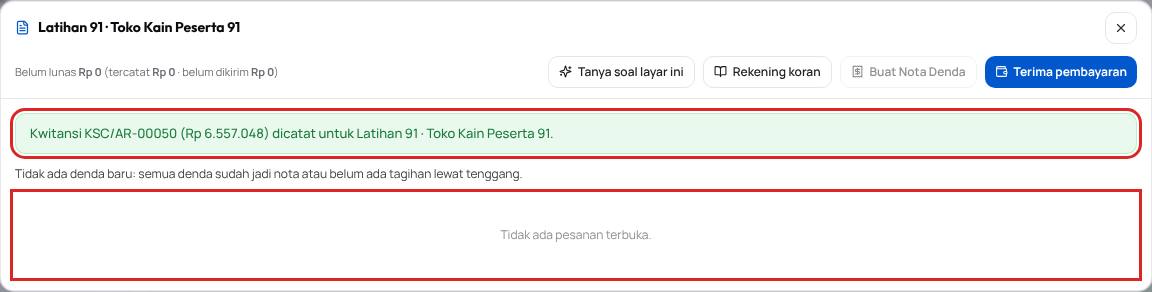 Latihan 91 · Toko Kain Peserta 91
Belum lunas Rp 0 (tercatat Rp 0 · belum dikirim Rp 0)
Tanya soal layar ini
Rekening koran
Buat Nota Denda
Terima pembayaran
Kwitansi KSC/AR-00050 (Rp 6.557.048) dicatat untuk Latihan 91 · Toko Kain Peserta 91.
Tidak ada denda baru: semua denda sudah jadi nota atau belum ada tagihan lewat tenggang.
Tidak ada pesanan terbuka.